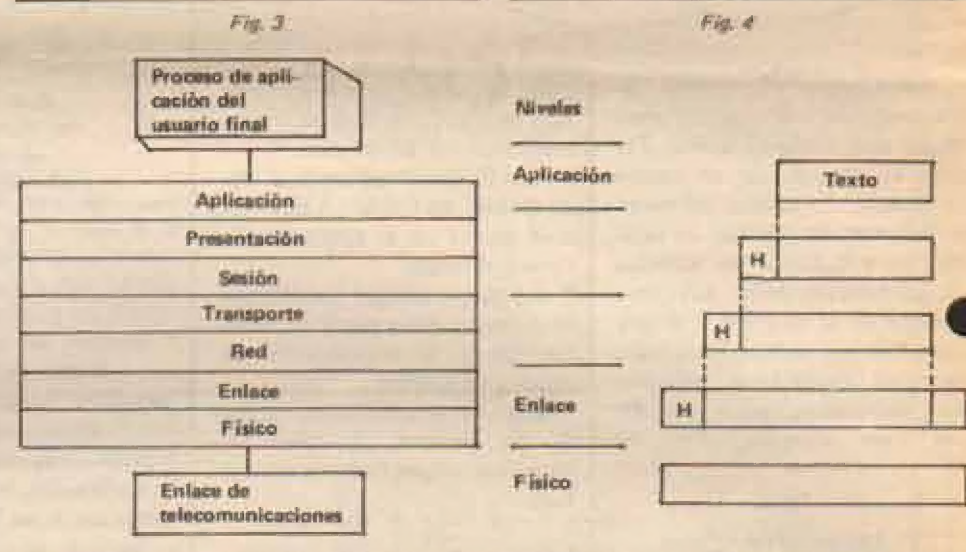 Fig. 3
Proceso de apli-
cación del
usuario final
Aplicación
Presentación
Sesión
Transporte
Red
Enlace
Físico
Enlace de
telecomunicaciones
Fig. 4
Niveles
Aplicación
Texto
H
H
Enlace
H
Físico